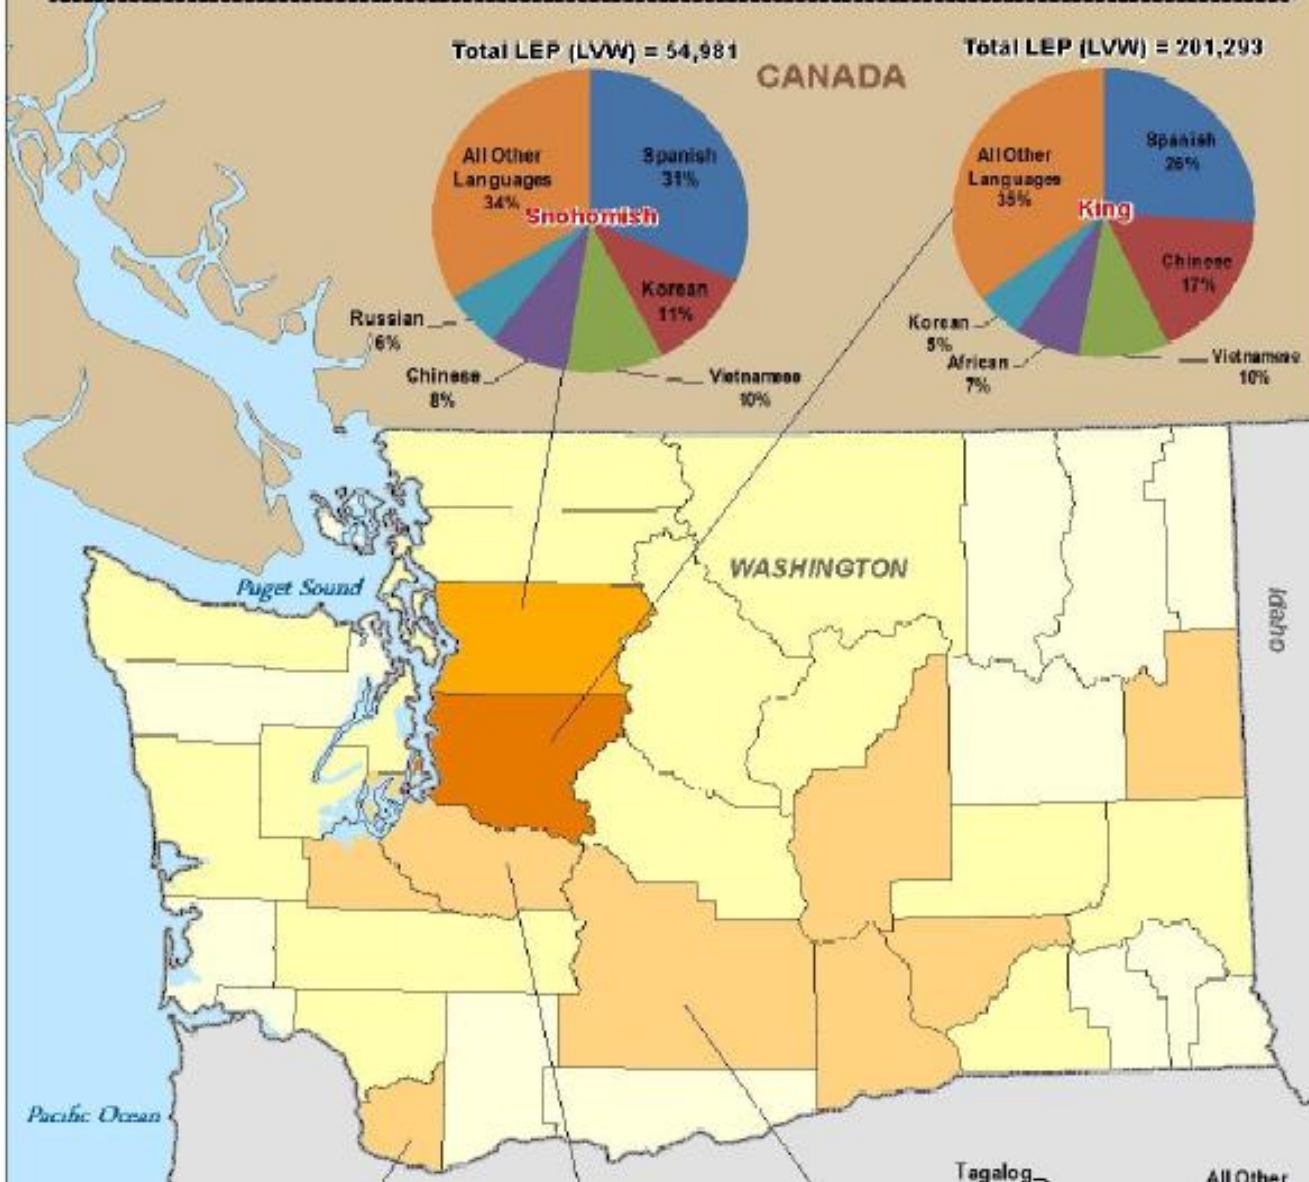 Total LEP (LVW) = 54,981
Total LEP (LVW) = 201,293
CANADA
All Other
Languages
34%
Spanish
31%
Snohomish
Korean
11%
Russian
6%
Chinese
8%
Vietnamese
10%
All Other
Languages
35%
Spanish
26%
King
Chinese
17%
Korean
5%
African
7%
Vietnamese
10%
Puget Sound
WASHINGTON
Idaho
Pacific Ocean
Tagalog
All Other